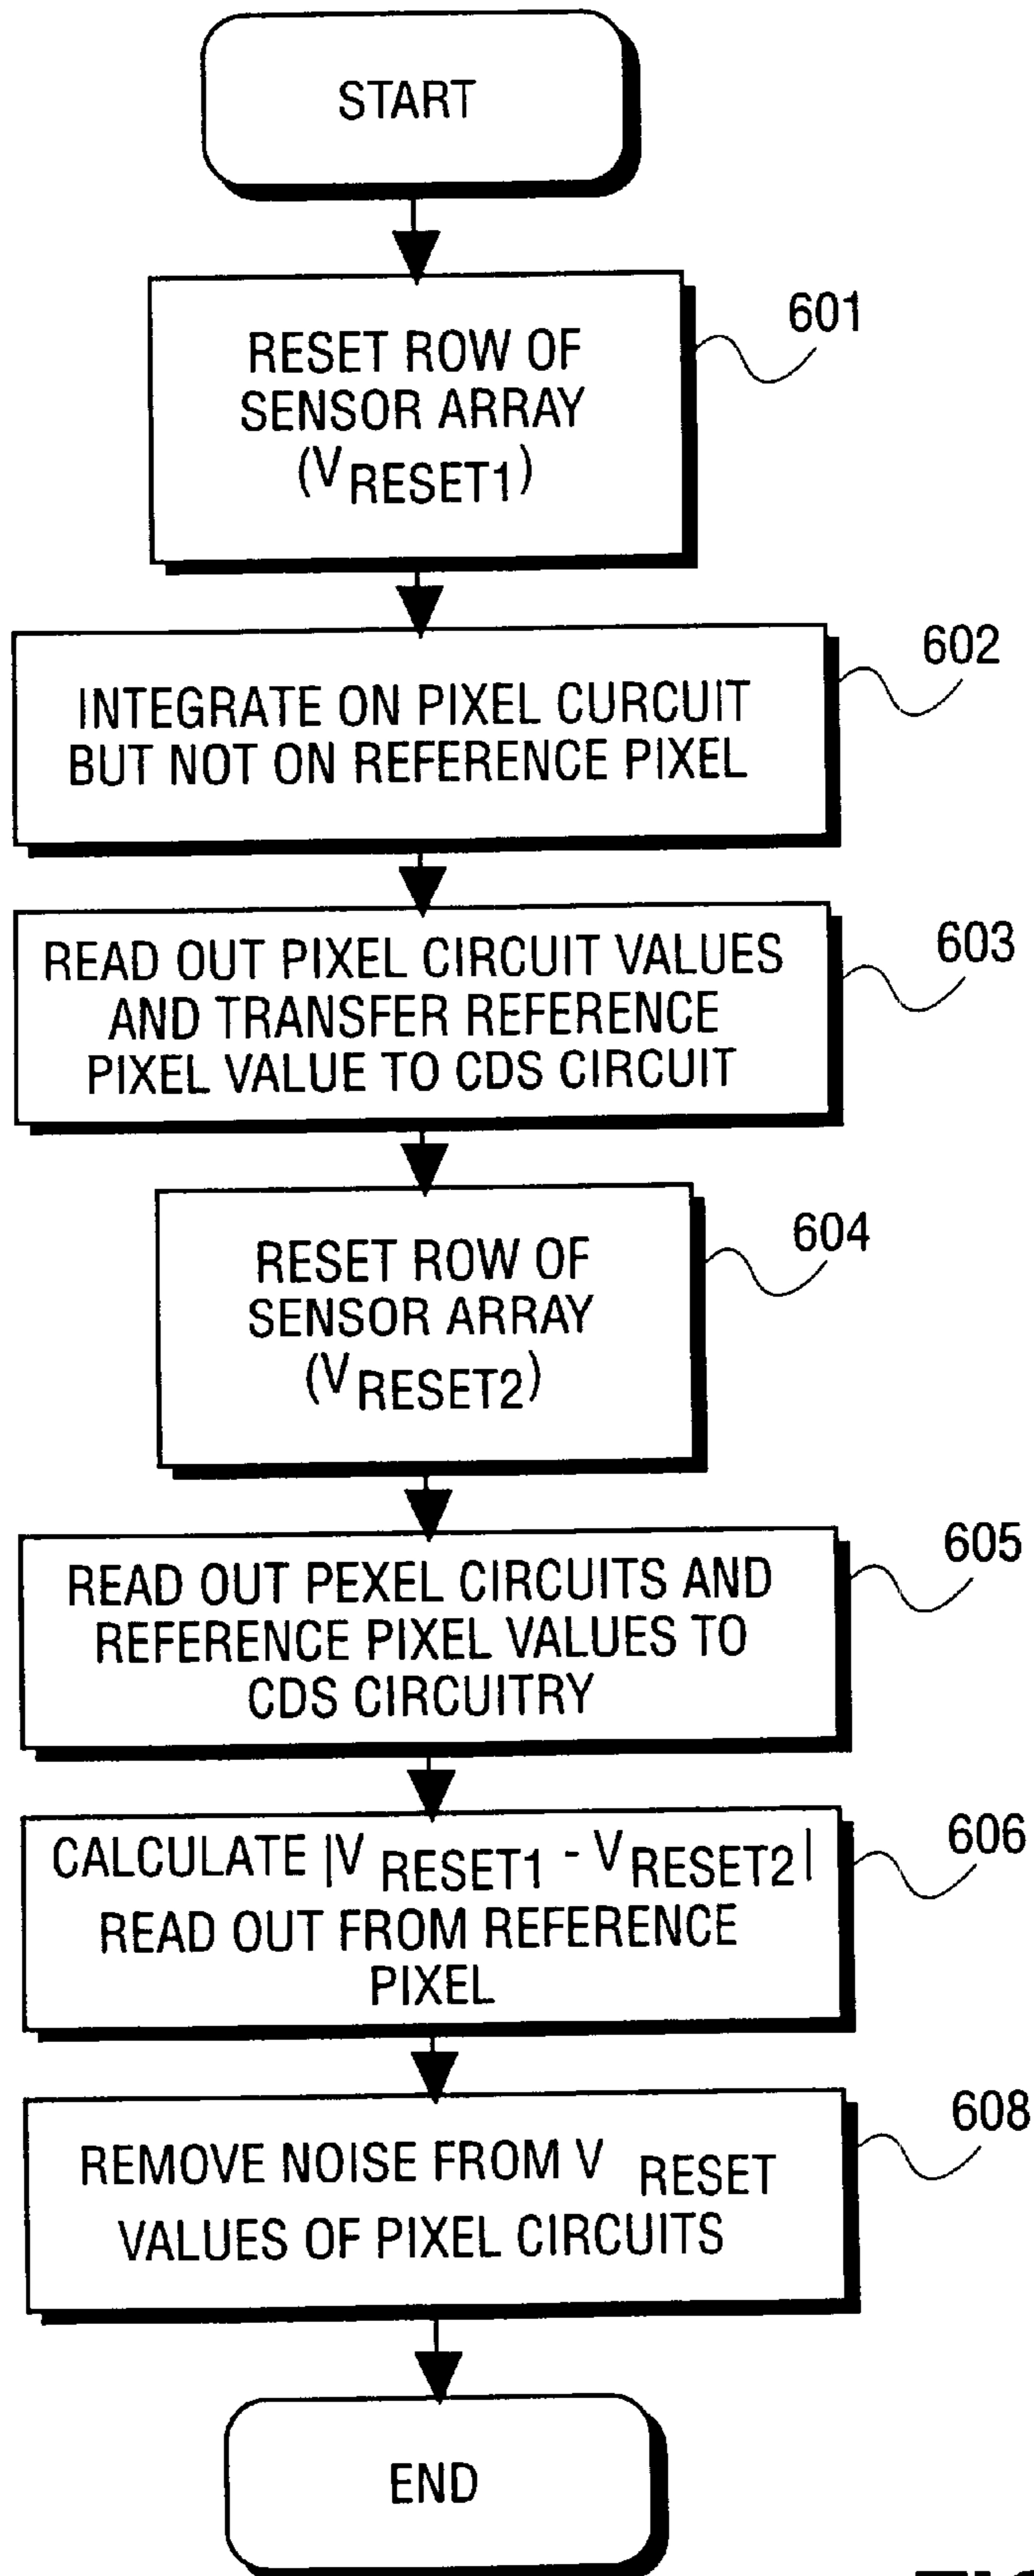 START
RESET ROW OF
SENSOR ARRAY
(VRESET1)
601
INTEGRATE ON PIXEL CURCUIT
BUT NOT ON REFERENCE PIXEL
602
READ OUT PIXEL CIRCUIT VALUES
AND TRANSFER REFERENCE
PIXEL VALUE TO CDS CIRCUIT
603
RESET ROW OF
SENSOR ARRAY
(VRESET2)
604
READ OUT PEXEL CIRCUITS AND
REFERENCE PIXEL VALUES TO
CDS CIRCUITRY
605
CALCULATE |VRESET1 - VRESET2|
READ OUT FROM REFERENCE
PIXEL
606
REMOVE NOISE FROM V RESET
VALUES OF PIXEL CIRCUITS
608
END